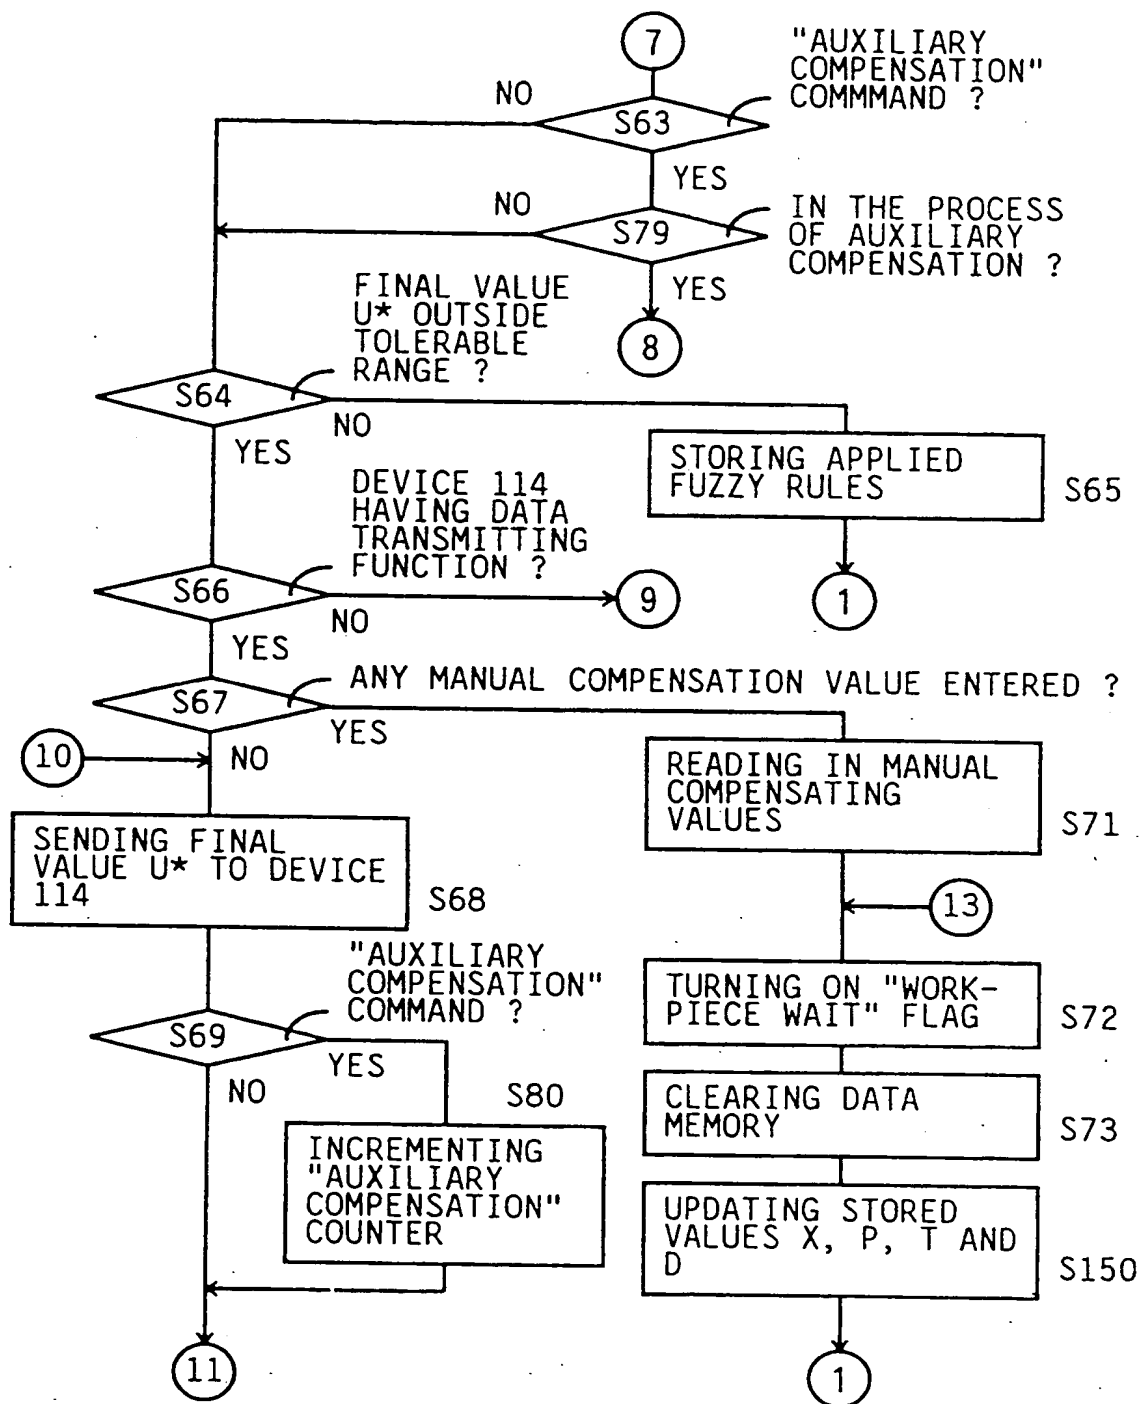 7
"AUXILIARY
COMPENSATION"
COMMMAND ?
NO
S63
YES
NO
S79
IN THE PROCESS
OF AUXILIARY
COMPENSATION ?
YES
8
FINAL VALUE
U* OUTSIDE
TOLERABLE
RANGE ?
S64
NO
YES
STORING APPLIED
FUZZY RULES
S65
1
DEVICE 114
HAVING DATA
TRANSMITTING
FUNCTION ?
S66
NO
9
YES
S67
ANY MANUAL COMPENSATION VALUE ENTERED ?
YES
10
NO
READING IN MANUAL
COMPENSATING
VALUES
S71
SENDING FINAL
VALUE U* TO DEVICE
114
S68
13
"AUXILIARY
COMPENSATION"
COMMAND ?
S69
YES
NO
TURNING ON "WORK-
PIECE WAIT" FLAG
S72
S80
INCREMENTING
"AUXILIARY
COMPENSATION"
COUNTER
CLEARING DATA
MEMORY
S73
UPDATING STORED
VALUES X, P, T AND
D
S150
11
1